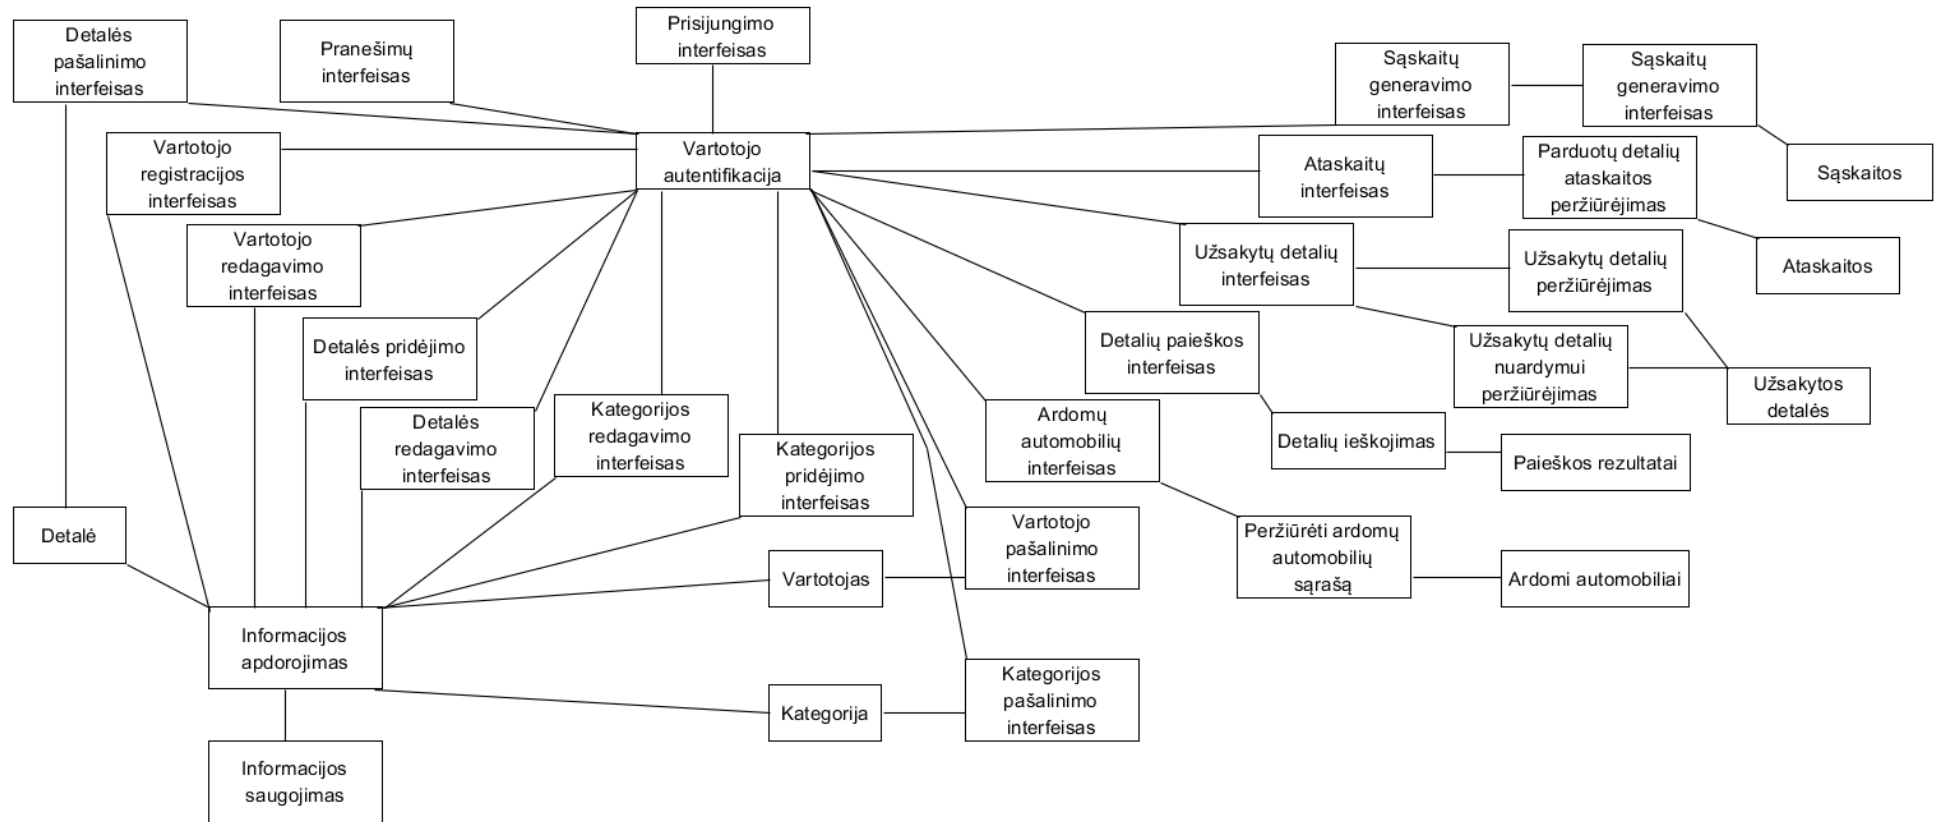 Detalės
pašalinimo
interfeisas
Pranešimų
interfeisas
Prisijungimo
interfeisas
Sąskaitų
generavimo
interfeisas
Sąskaitų
generavimo
interfeisas
Vartotojo
registracijos
interfeisas
Vartotojo
autentifikacija
Ataskaitų
interfeisas
Parduotų detalių
ataskaitos
peržiūrėjimas
Sąskaitos
Vartotojo
redagavimo
interfeisas
Užsakytų detalių
interfeisas
Užsakytų detalių
peržiūrėjimas
Ataskaitos
Detalės pridėjimo
interfeisas
Detalių paieškos
interfeisas
Užsakytų detalių
nuardymui
peržiūrėjimas
Užsakytos
detalės
Detalės
redagavimo
interfeisas
Kategorijos
redagavimo
interfeisas
Kategorijos
pridėjimo
interfeisas
Ardomų
automobilių
interfeisas
Detalių ieškojimas
Paieškos rezultatai
Detalė
Vartotojas
Vartotojo
pašalinimo
interfeisas
Peržiūrėti ardomų
automobilių
sąrašą
Ardomi automobiliai
Informacijos
apdorojimas
Kategorija
Kategorijos
pašalinimo
interfeisas
Informacijos
saugojimas